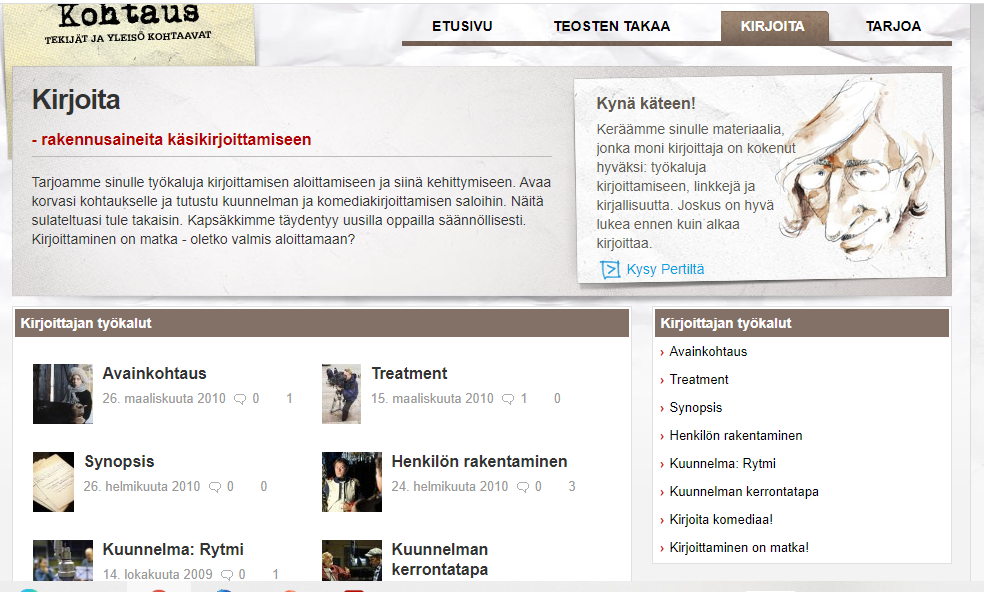 Kohtaus
TEKIJÄT JA YLEISÖ KOHTAAVAT
ETUSIVU TEOSTEN TAKAA KIRJOITA TARJOA
Kirjoita
- rakennusaineita käsikirjoittamiseen
Tarjoamme sinulle työkaluja kirjoittamisen aloittamiseen ja siinä kehittymiseen. Avaa
korvasi kohtaukselle ja tutustu kuunnelman ja komediakirjoittamisen saloihin. Näitä
sulateltuasi tule takaisin. Kapsäkkimme täydentyy uusilla oppailla säännöllisesti.
Kirjoittaminen on matka - oletko valmis aloittamaan?
Kynä käteen!
Keräämme sinulle materiaalia,
jonka moni kirjoittaja on kokenut
hyväksi: työkaluja
kirjoittamiseen, linkkejä ja
kirjallisuutta. Joskus on hyvä
lukea ennen kuin alkaa
kirjoittaa.
Kysy Pertiltä
Kirjoittajan työkalut
Avainkohtaus
26. maaliskuuta 2010 0 1
Treatment
15. maaliskuuta 2010 1 0
Synopsis
26. helmikuuta 2010 0 0
Henkilön rakentaminen
24. helmikuuta 2010 0 3
Kuunnelma: Rytmi
14. lokakuuta 2009 0 1
Kuunnelman
kerrontatapa
Kirjoittajan työkalut
› Avainkohtaus
› Treatment
› Synopsis
› Henkilön rakentaminen
› Kuunnelma: Rytmi
› Kuunnelman kerrontatapa
› Kirjoita komediaa!
› Kirjoittaminen on matka!